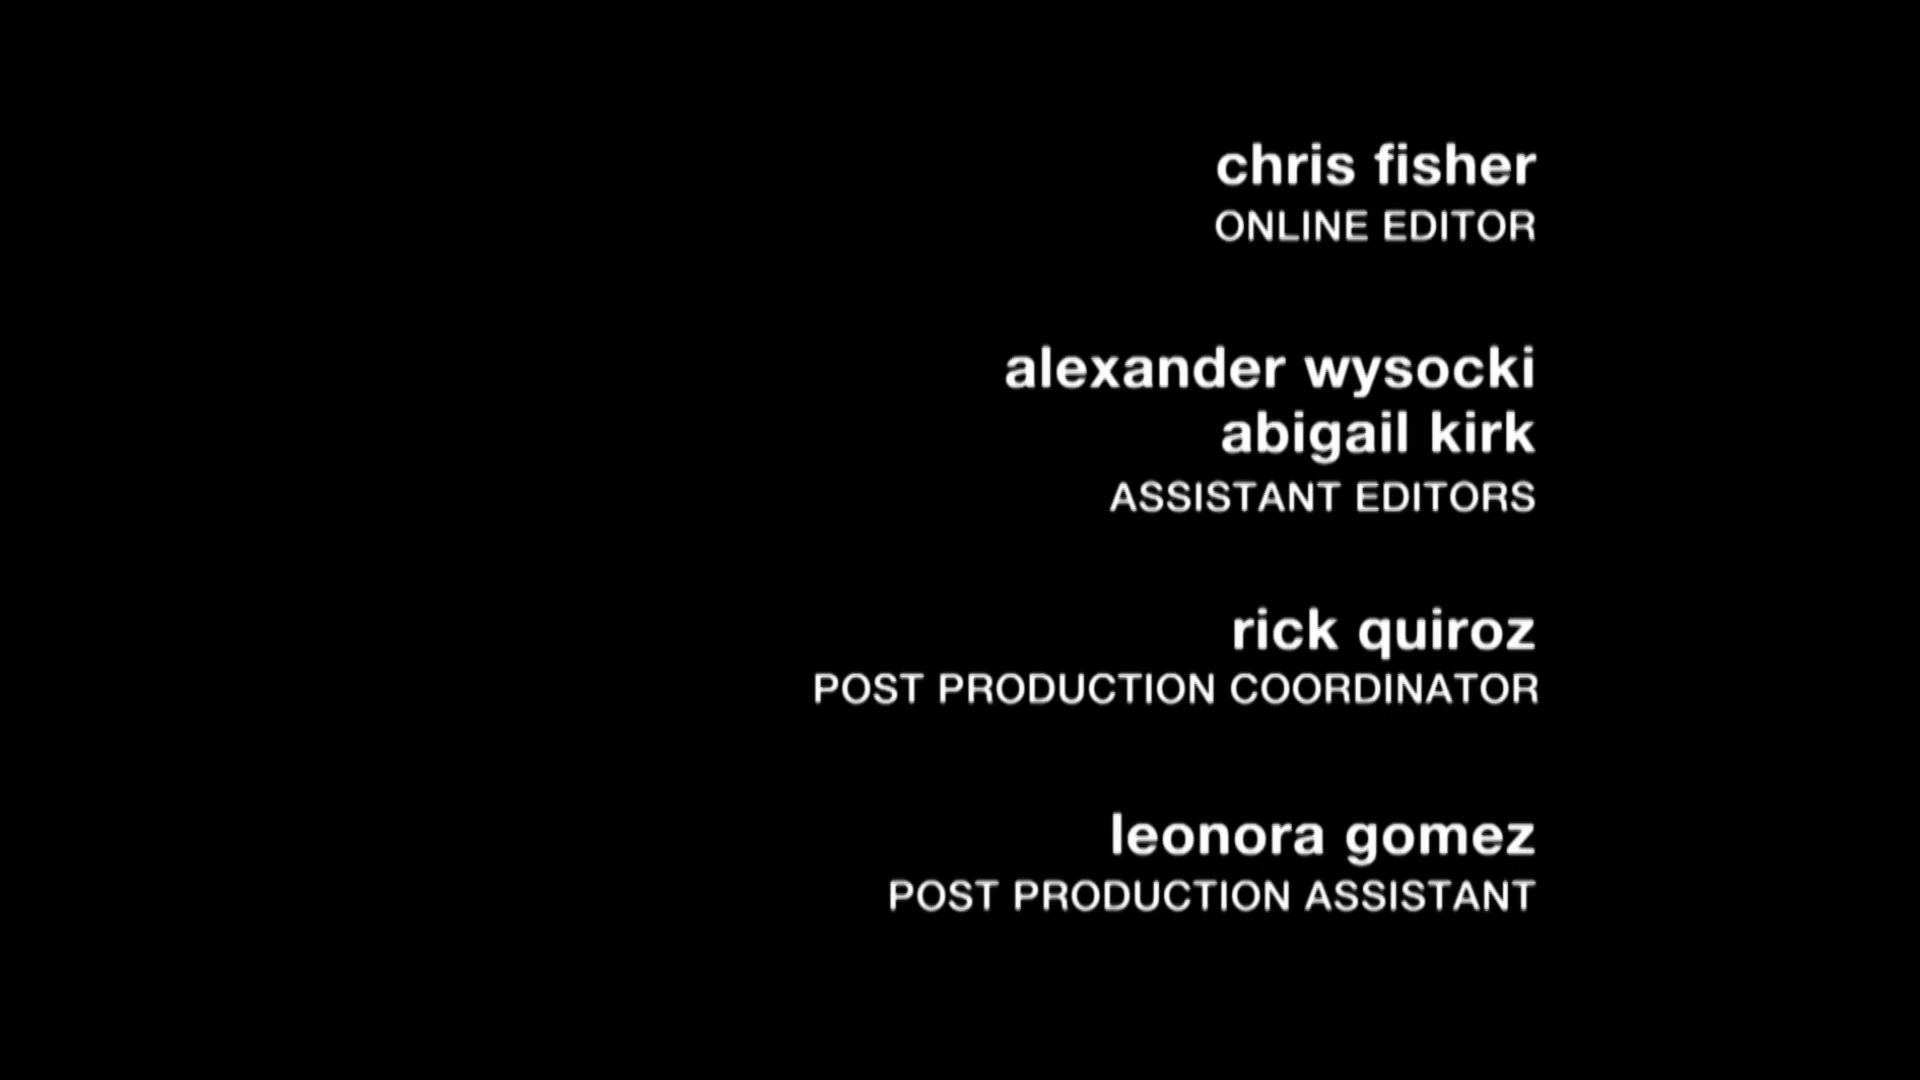 chris fisher
ONLINE EDITOR
alexander wysocki
abigail kirk
ASSISTANT EDITORS
rick quiroz
POST PRODUCTION COORDINATOR
leonora gomez
POST PRODUCTION ASSISTANT